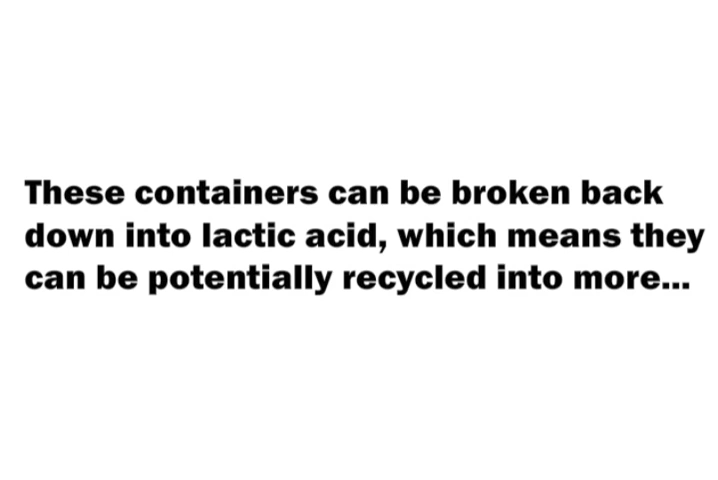 These containers can be broken back
down into lactic acid, which means they
can be potentially recycled into more...